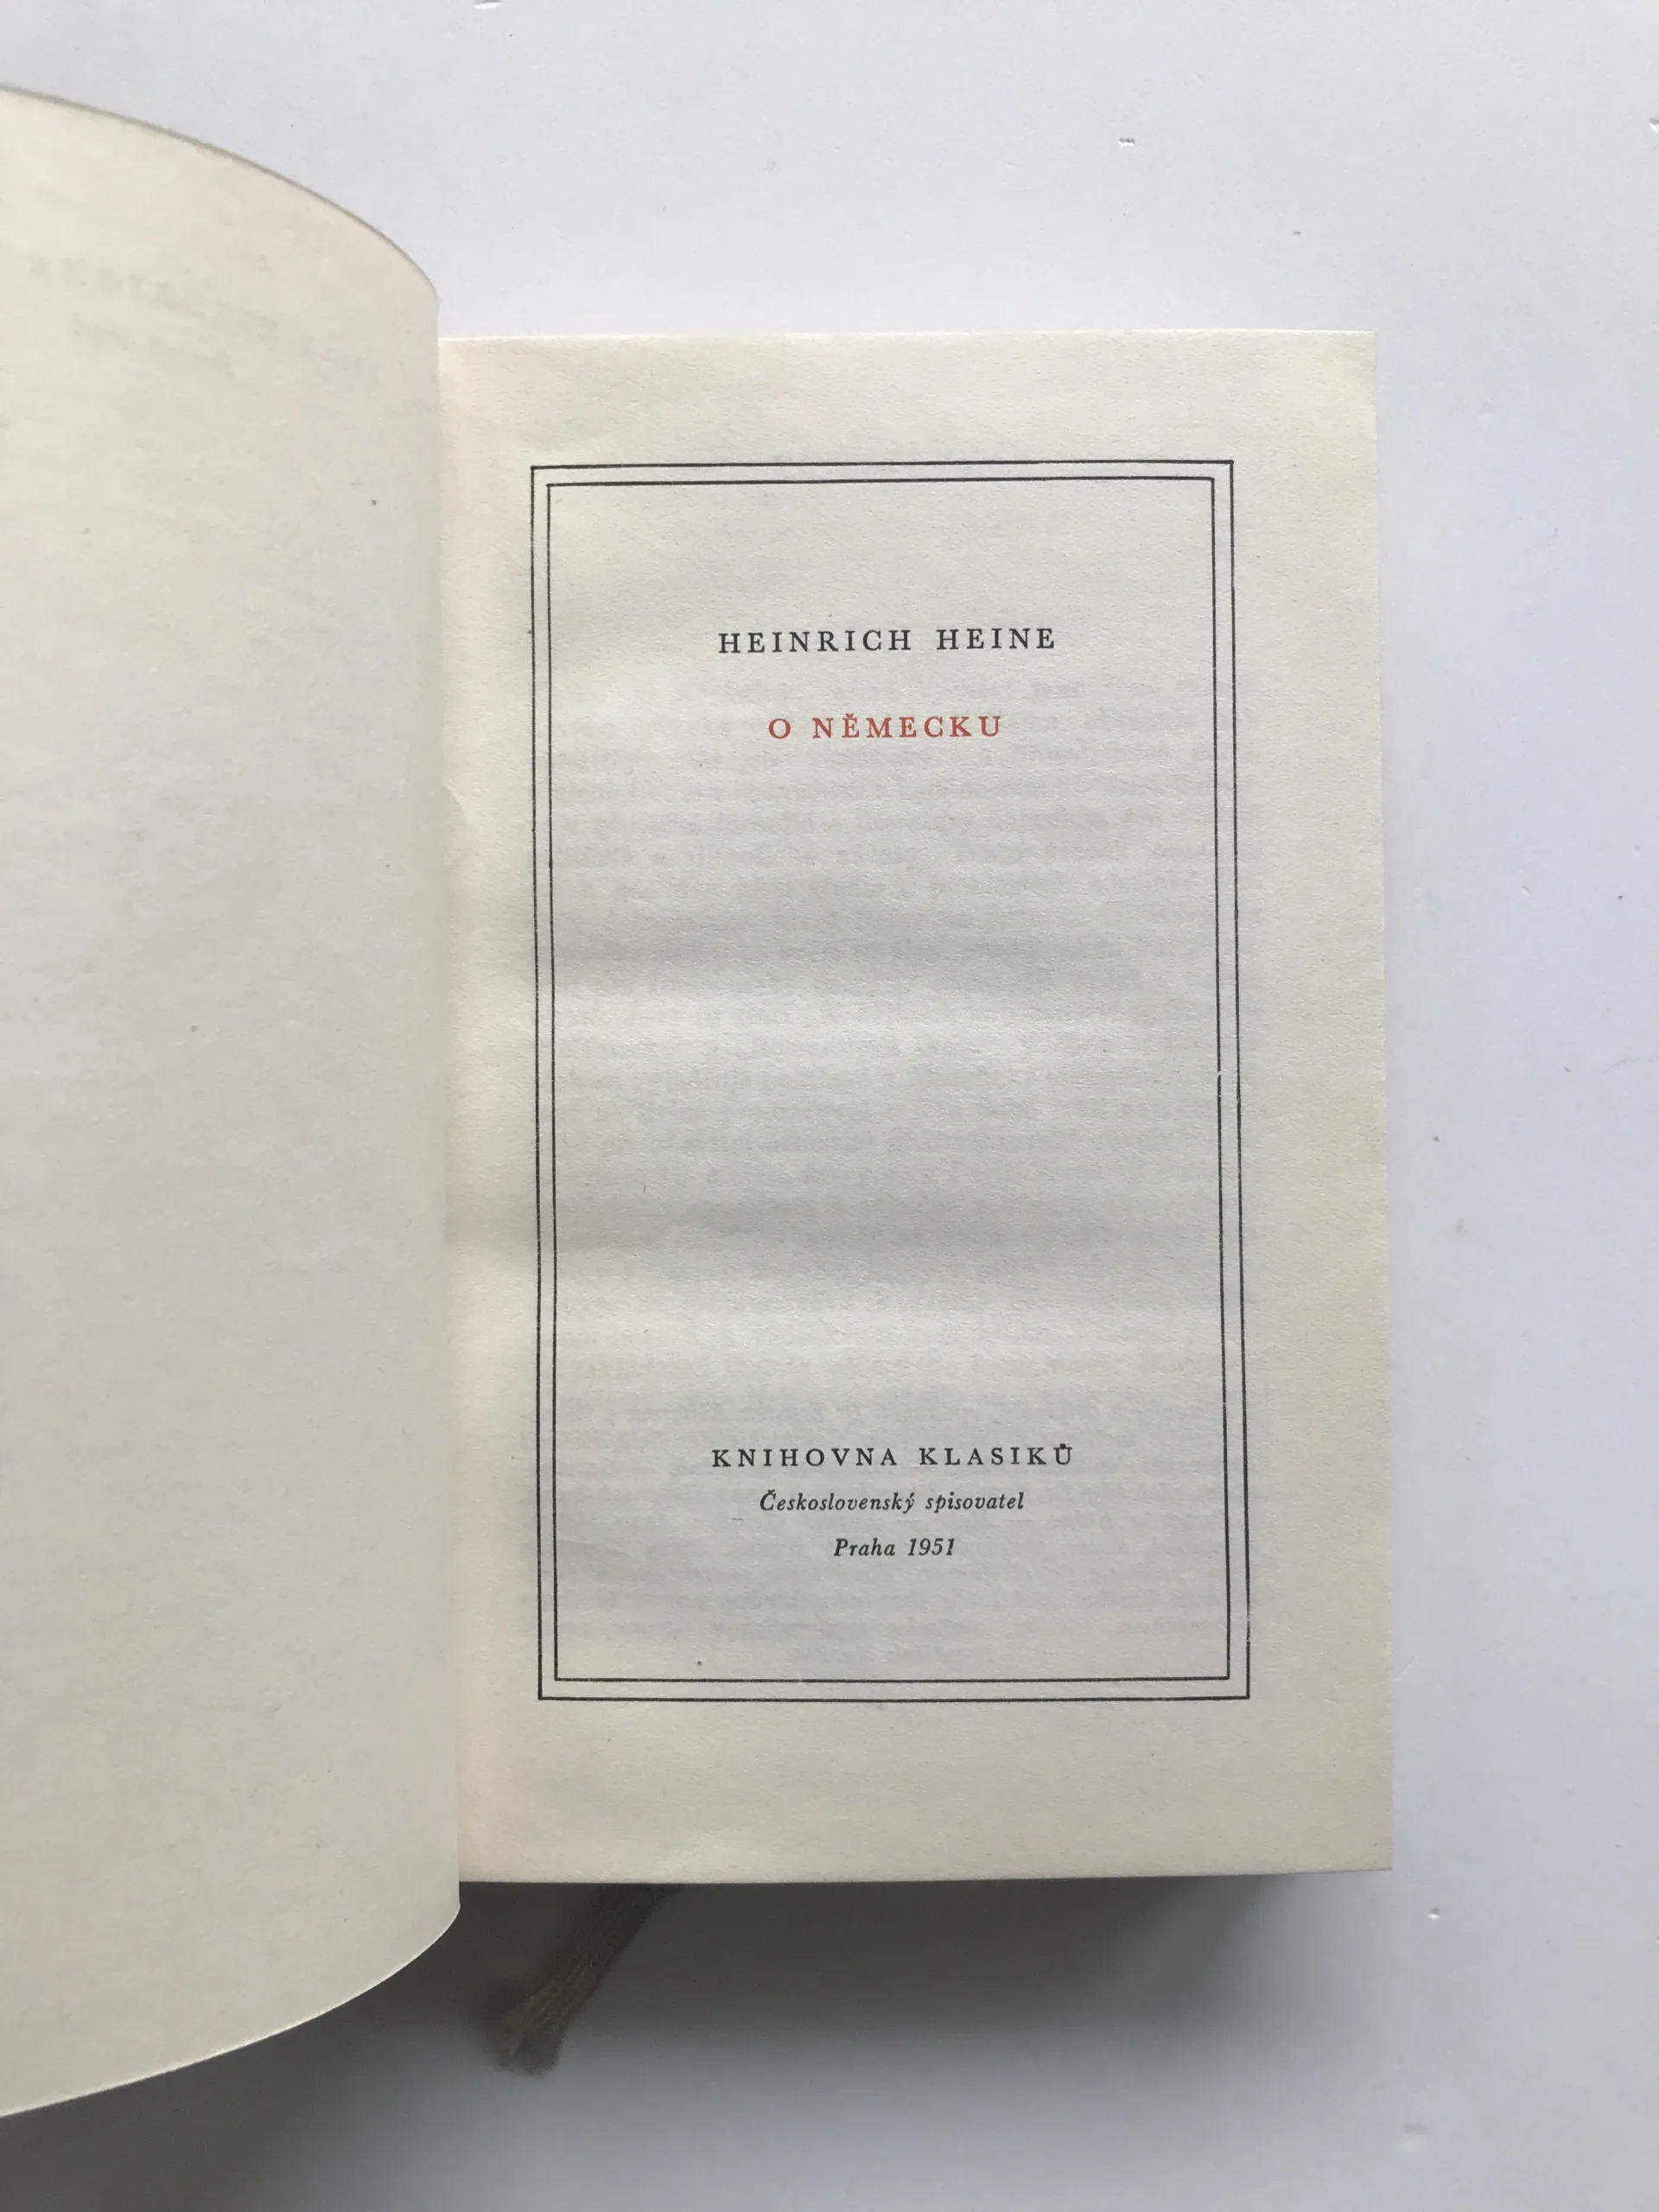 HEINRICH HEINE
O NĚMECKU
KNIHOVNA KLASIKŮ
Československý spisovatel
Praha 1951